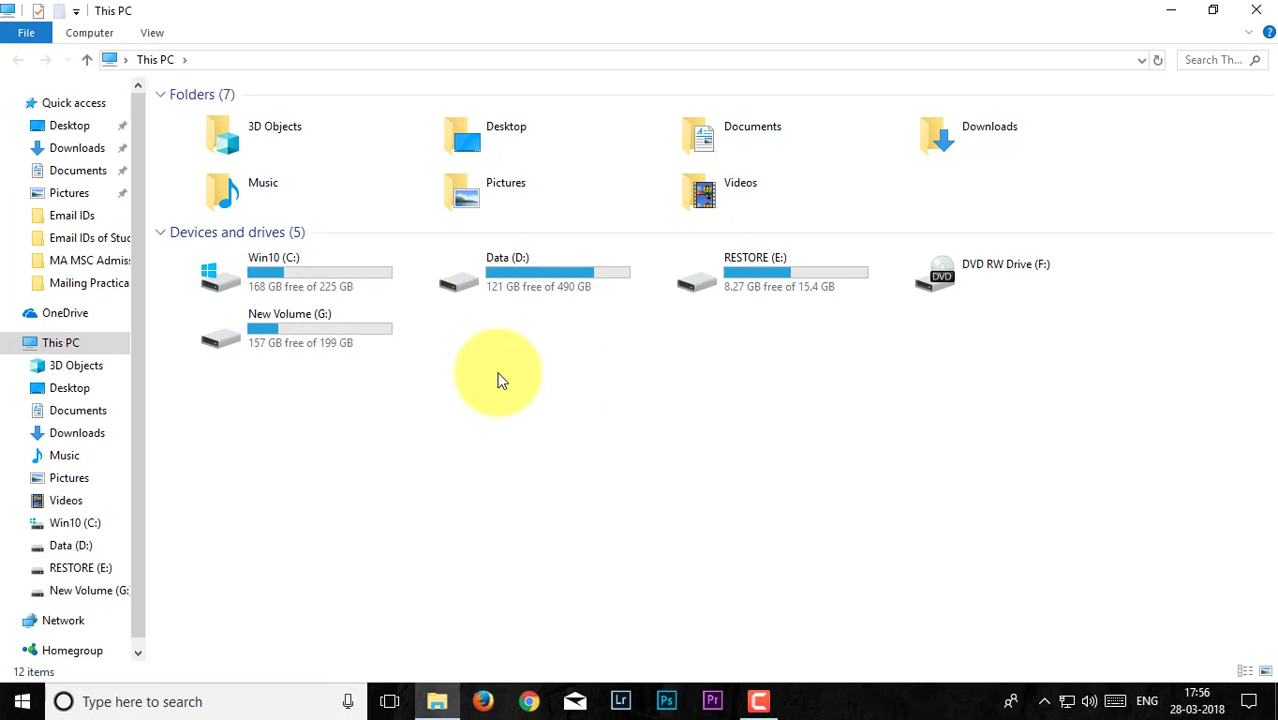 This PC
File
Computer
View
This PC
Search Th...
Quick access
Desktop
Downloads
Documents
Pictures
Email IDs
Email IDs of Stud
MA MSC Admis
Mailing Practica
OneDrive
This PC
3D Objects
Desktop
Documents
Downloads
Music
Pictures
Videos
Win10 (C:)
Data (D:)
RESTORE (E:)
New Volume (G:
Network
Homegroup
Folders (7)
3D Objects
Desktop
Documents
Downloads
Music
Pictures
Videos
Devices and drives (5)
Win10 (C:)
168 GB free of 225 GB
Data (D:)
121 GB free of 490 GB
RESTORE (E:)
8.27 GB free of 15.4 GB
DVD
DVD RW Drive (F:)
New Volume (G:)
157 GB free of 199 GB
12 items
Type here to search
Lr
Ps
Pr
ENG
17:56
28-03-2018